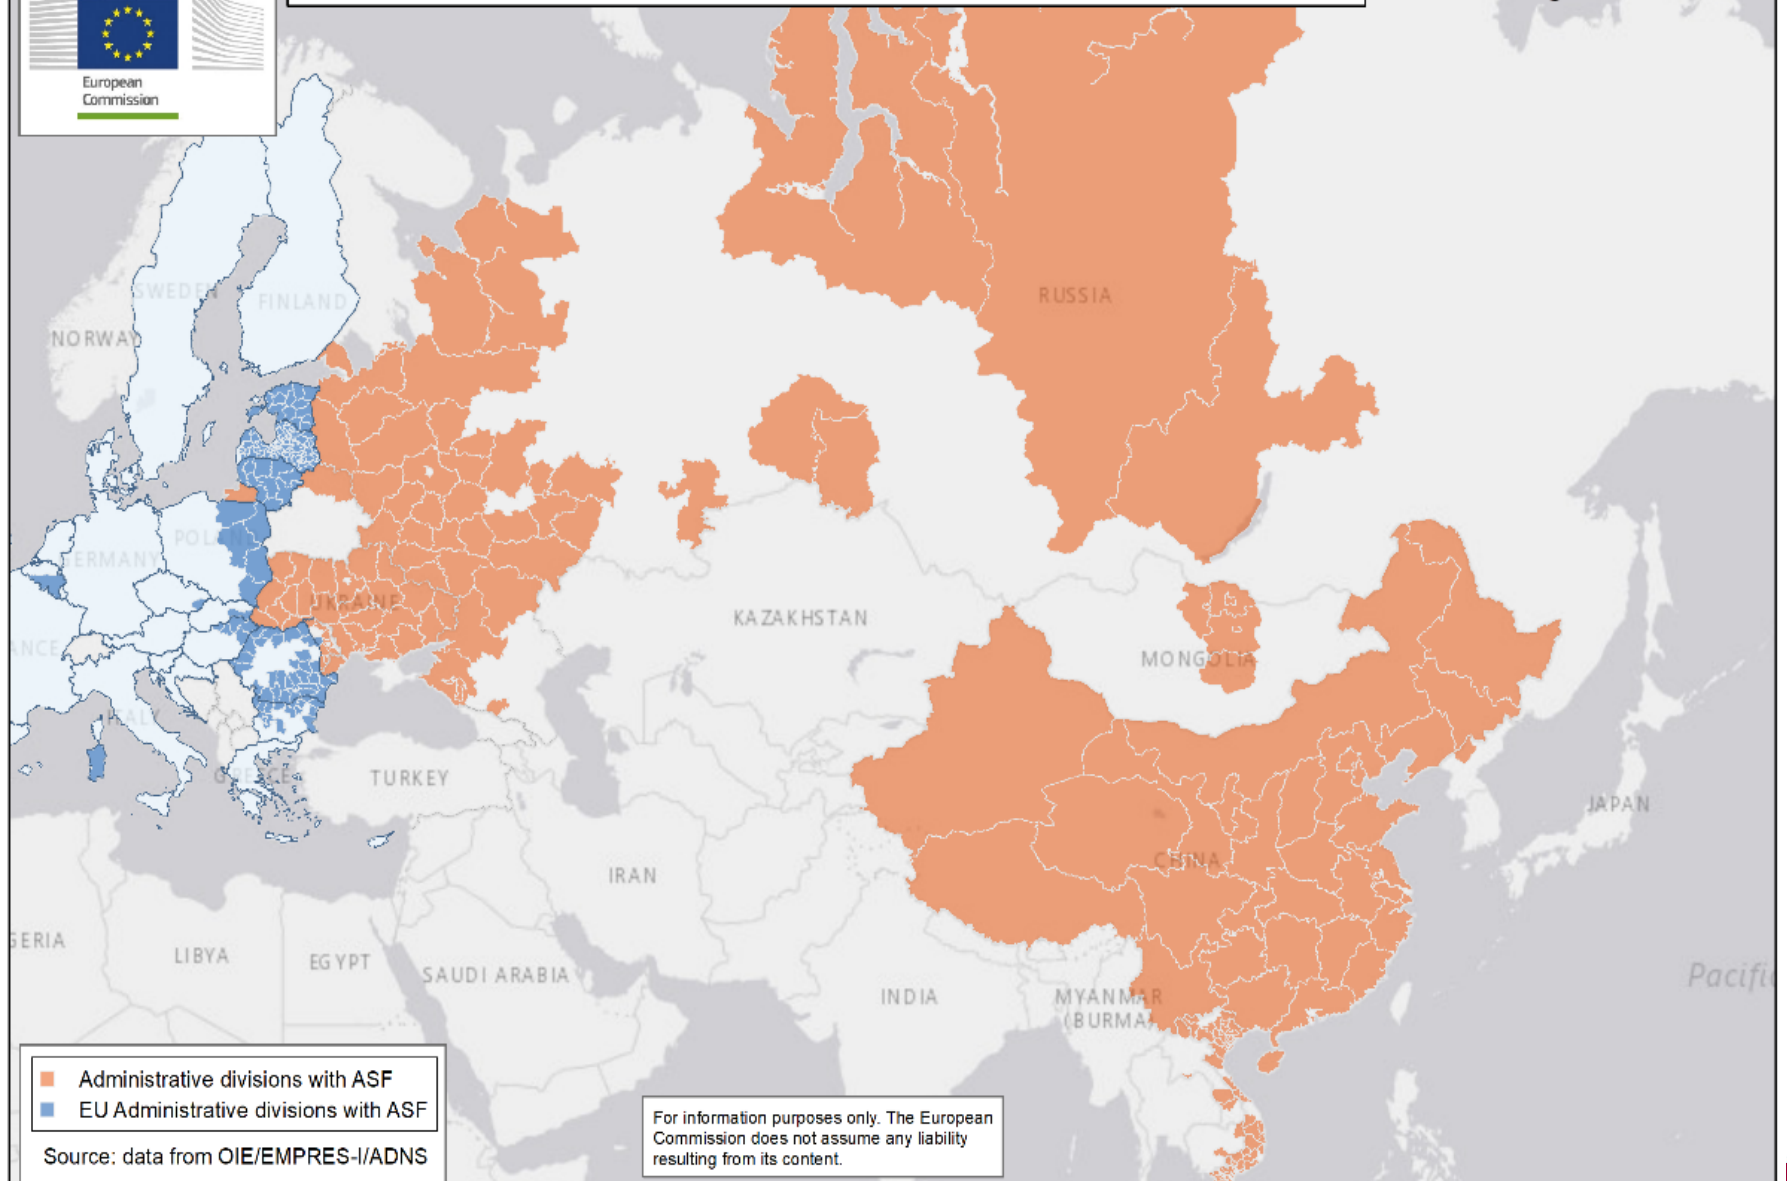 European
Commission
SWEDEN
FINLAND
NORWAY
RUSSIA
POLAND
GERMANY
UKRAINE
KAZAKHSTAN
ANCE
MONGOLIA
ITALY
GREECE
TURKEY
JAPAN
CHINA
IRAN
GERIA
LIBYA
EGYPT
SAUDI ARABIA
INDIA
MYANMAR
(BURMA)
Pacific
Administrative divisions with ASF
EU Administrative divisions with ASF
Source: data from OIE/EMPRES-I/ADNS
For information purposes only. The European
Commission does not assume any liability
resulting from its content.